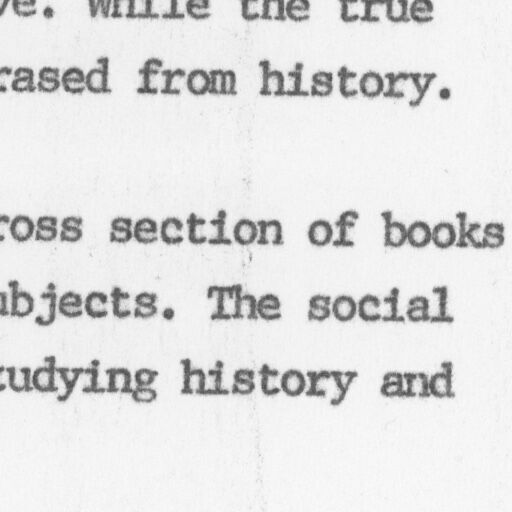 ve. While the true
rased from history.
ross section of books
ubjects. The social
tudying history and